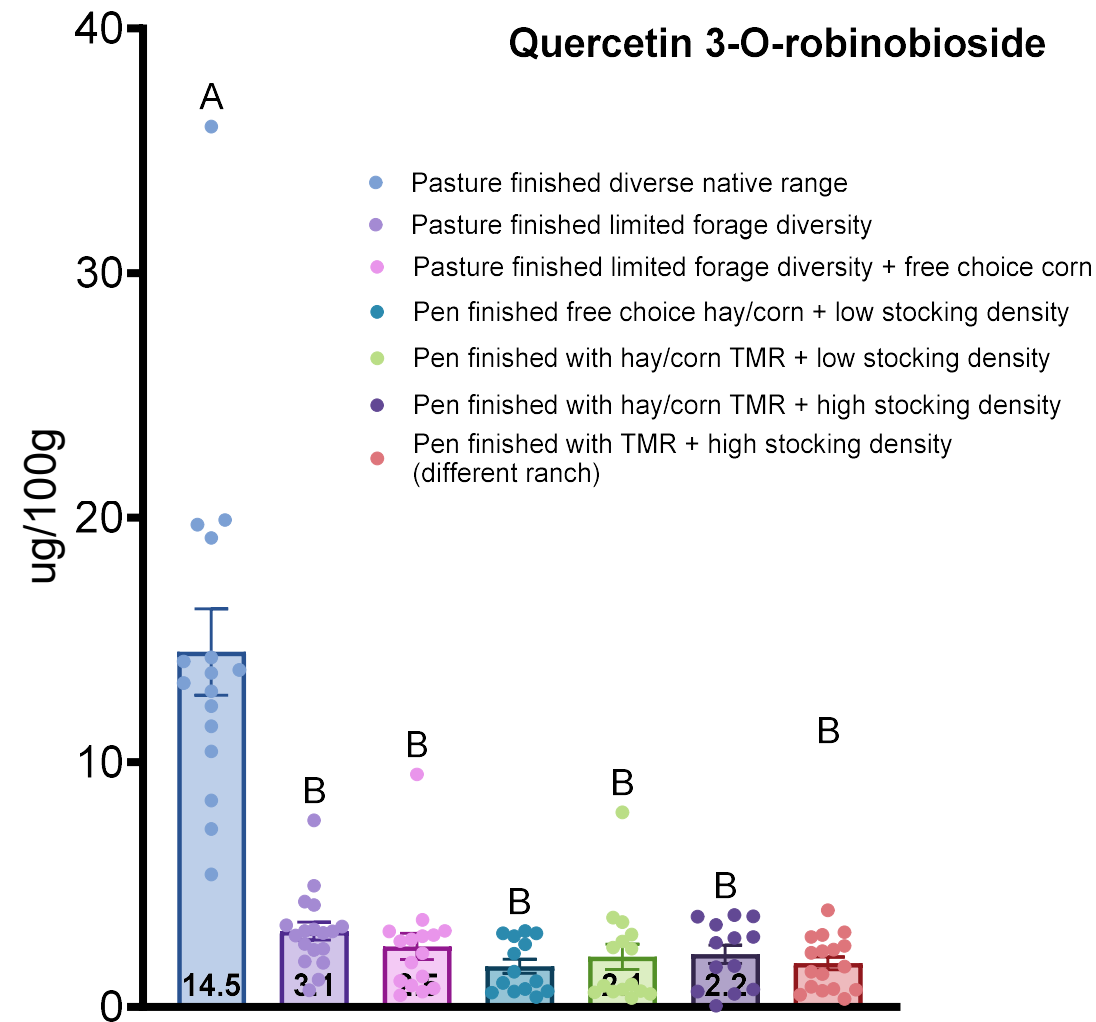 Quercetin 3-O-robinobioside
ug/100g
40
30
20
10
0
A
B
B
B
B
B
B
Pasture finished diverse native range
Pasture finished limited forage diversity
Pasture finished limited forage diversity + free choice corn
Pen finished free choice hay/corn + low stocking density
Pen finished with hay/corn TMR + low stocking density
Pen finished with hay/corn TMR + high stocking density
Pen finished with TMR + high stocking density
(different ranch)
14.5
3.1
2.1
2.2